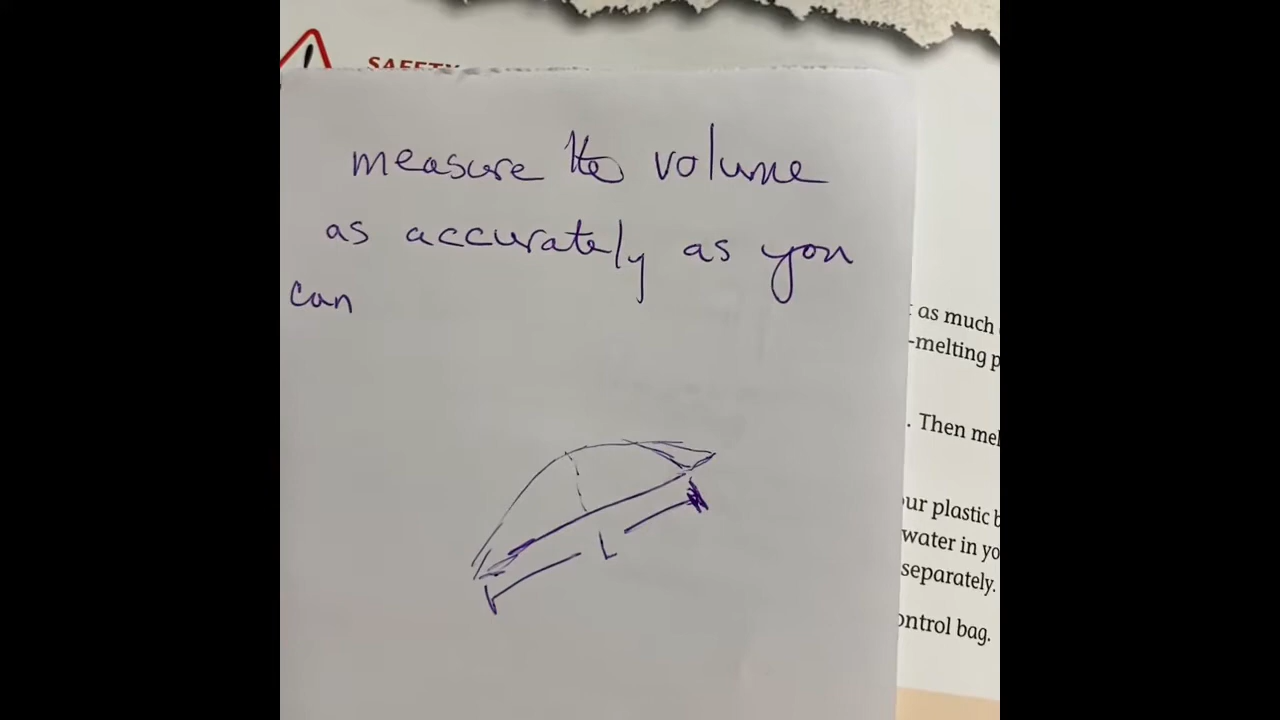 SAFETY
measure the volume
as accurately as you
can
as much
-melting p
. Then mel
our plastic b
water in yo
separately.
ontrol bag.
L